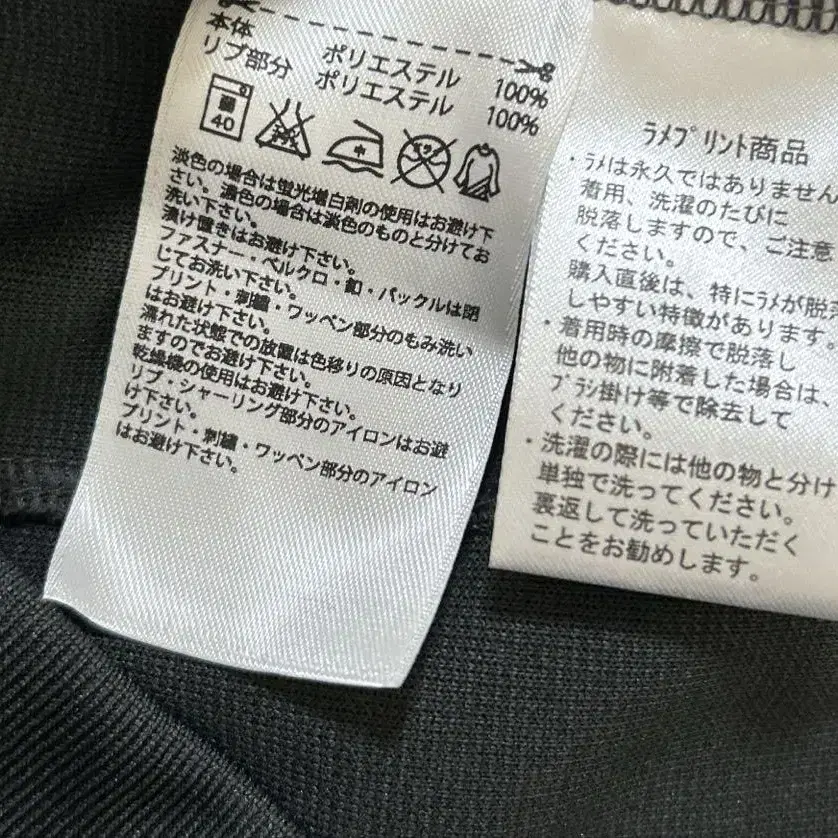 本体 ポリエステル 100%
リブ部分 ポリエステル 100%
40
中
淡色の場合は蛍光増白剤の使用はお避け下
さい。濃色の場合は淡色のものと分けてお
洗い下さい。
漬け置きはお避け下さい。
ファスナー・ベルクロ・釦・バックルは閉
じてお洗い下さい。
プリント・刺繍・ワッペン部分のもみ洗い
はお避け下さい。
濡れた状態での放置は色移りの原因となり
ますのでお避け下さい。
乾燥機の使用はお避け下さい。
リブ・シャーリング部分のアイロンはお避
け下さい。
プリント・刺繍・ワッペン部分のアイロン
はお避け下さい。
ﾗﾒﾌﾟﾘﾝﾄ商品
・ﾗﾒは永久ではありません
着用、洗濯のたびに
脱落しますので、ご注意
ください。
購入直後は、特にﾗﾒが脱
しやすい特徴があります。
・着用時の摩擦で脱落し
他の物に付着した場合は、
ﾌﾞﾗｼ掛け等で除去して
ください。
・洗濯の際には他の物と分け
単独で洗ってください。
裏返して洗っていただく
ことをお勧めします。